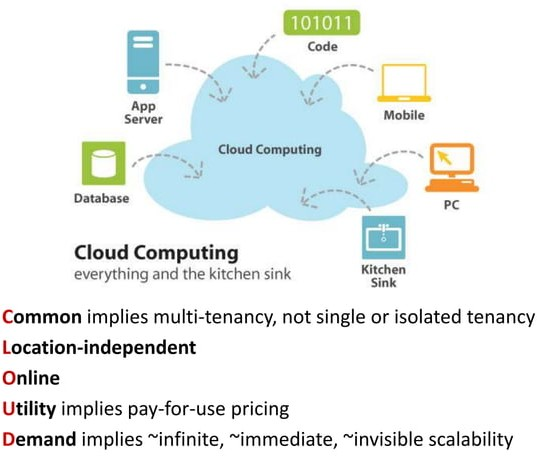 101011
Code
App
Server
Mobile
Cloud Computing
Database
PC
Cloud Computing
everything and the kitchen sink
Kitchen
Sink
Common implies multi-tenancy, not single or isolated tenancy
Location-independent
Online
Utility implies pay-for-use pricing
Demand implies ~infinite, ~immediate, ~invisible scalability